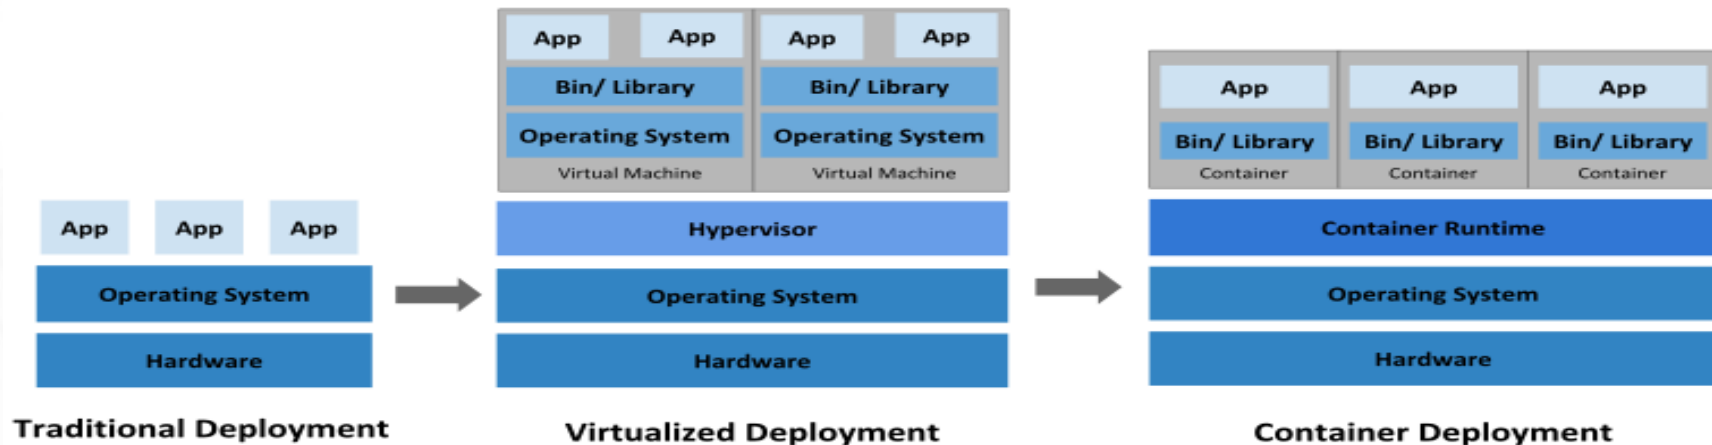 App App App
Operating System
Hardware
Traditional Deployment
App App App App
Bin/ Library Bin/ Library
Operating System Operating System
Virtual Machine Virtual Machine
Hypervisor
Operating System
Hardware
Virtualized Deployment
App App App
Bin/ Library Bin/ Library Bin/ Library
Container Container Container
Container Runtime
Operating System
Hardware
Container Deployment